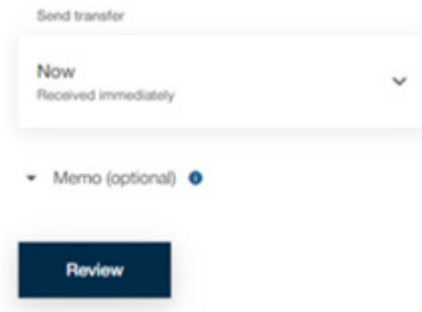 Send transfer
Now
Received immediately
Memo (optional)
Review